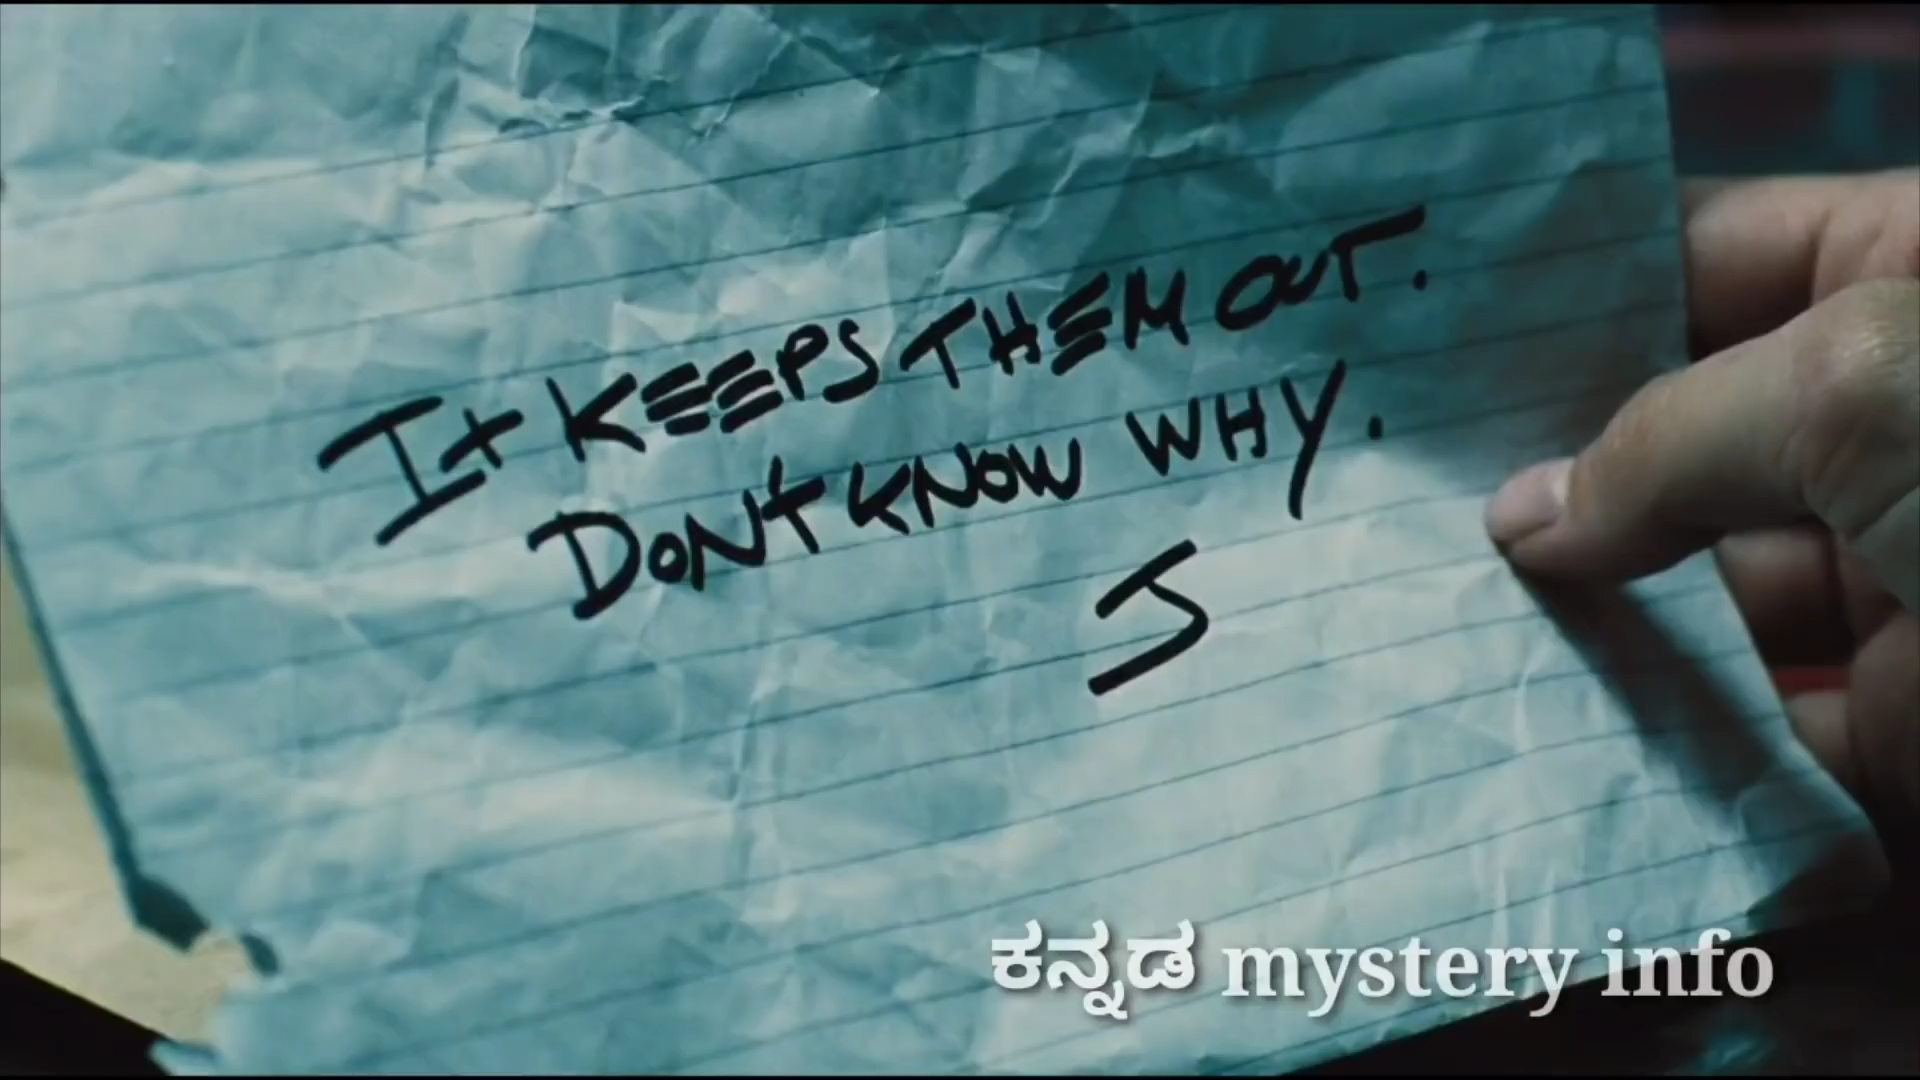 It KEEPS THEM OUT.
DONt KNOW WHY.
J
ಕನ್ನಡ mystery info